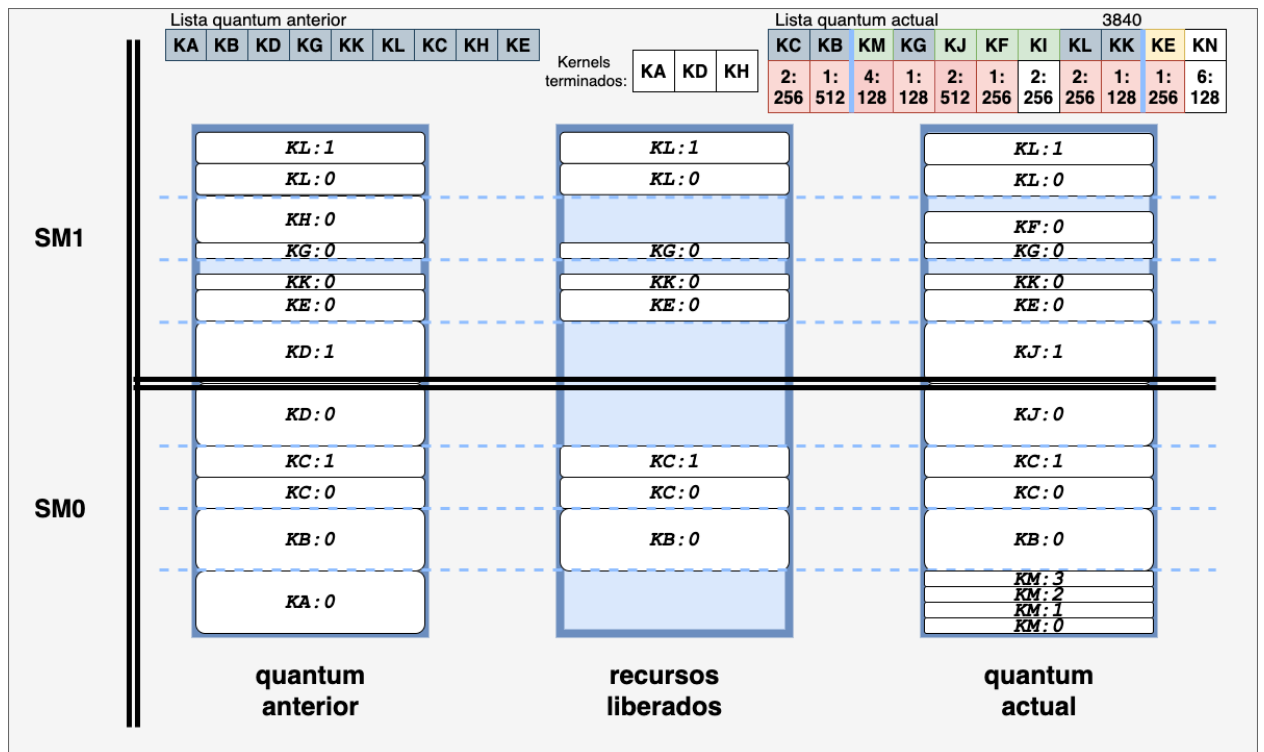 Lista quantum anterior
KA KB KD KG KK KL KC KH KE
Kernels
terminados:
KA KD KH
Lista quantum actual 3840
KC KB KM KG KJ KF KI KL KK KE KN
2: 1: 4: 1: 2: 1: 2: 2: 1: 1: 6:
256 512 128 128 512 256 256 256 128 256 128
SM1
SM0
KL:1
KL:0
KH:0
KG:0
KK:0
KE:0
KD:1
KD:0
KC:1
KC:0
KB:0
KA:0
quantum
anterior
KL:1
KL:0
KG:0
KK:0
KE:0
KC:1
KC:0
KB:0
recursos
liberados
KL:1
KL:0
KF:0
KG:0
KK:0
KE:0
KJ:1
KJ:0
KC:1
KC:0
KB:0
KM:3
KM:2
KM:1
KM:0
quantum
actual